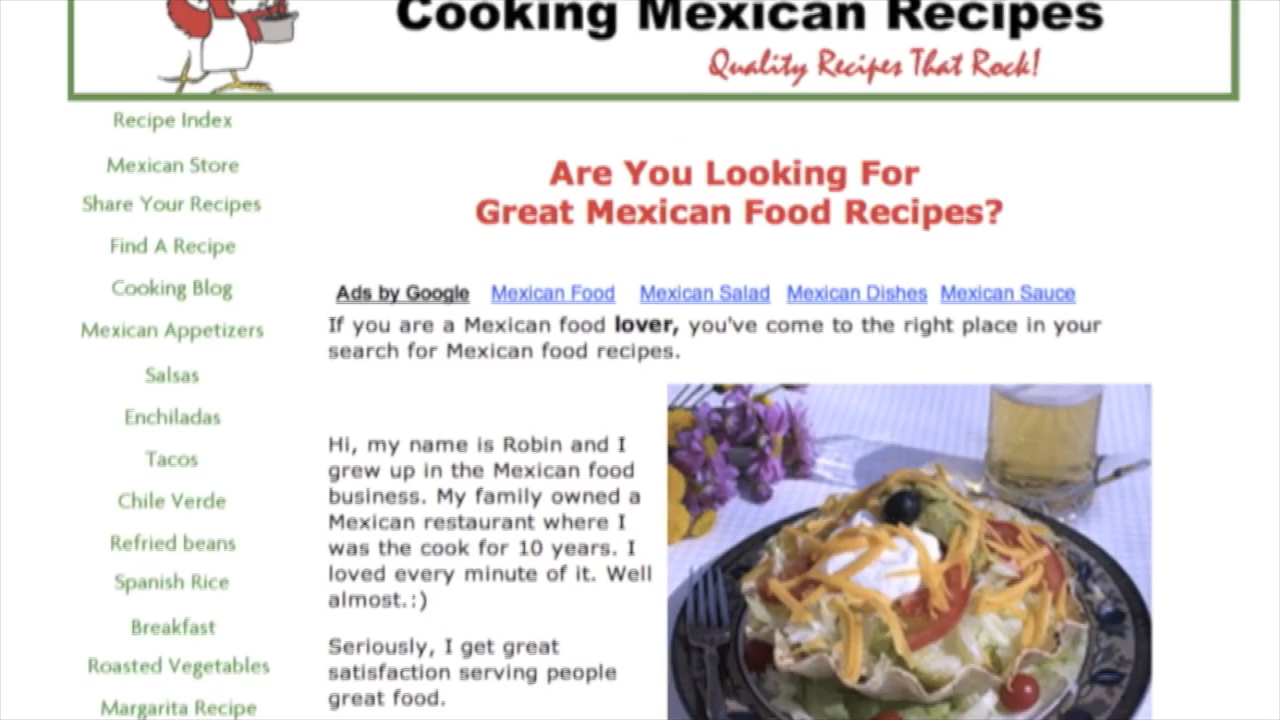 Cooking Mexican Recipes
Quality Recipes That Rock!
Recipe Index
Mexican Store
Share Your Recipes
Find A Recipe
Cooking Blog
Mexican Appetizers
Salsas
Enchiladas
Tacos
Chile Verde
Refried beans
Spanish Rice
Breakfast
Roasted Vegetables
Margarita Recipe
Are You Looking For
Great Mexican Food Recipes?
Ads by Google Mexican Food Mexican Salad Mexican Dishes Mexican Sauce
If you are a Mexican food lover, you've come to the right place in your
search for Mexican food recipes.
Hi, my name is Robin and I
grew up in the Mexican food
business. My family owned a
Mexican restaurant where I
was the cook for 10 years. I
loved every minute of it. Well
almost.:)
Seriously, I get great
satisfaction serving people
great food.